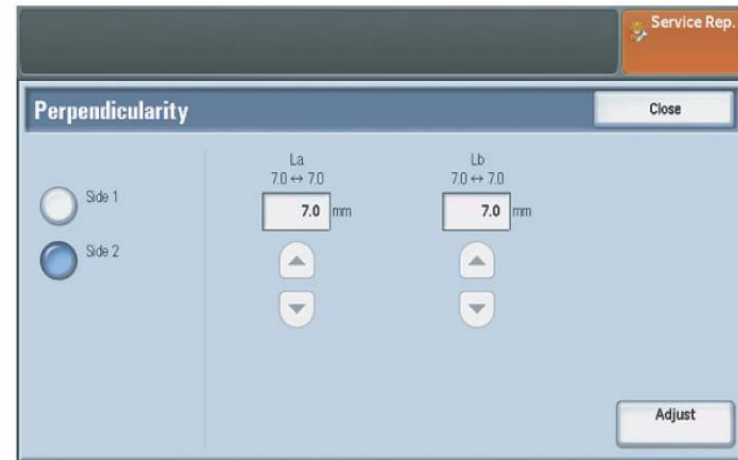 Service Rep.
Perpendicularity
Close
La
7.0 ↔ 7.0
7.0 mm
Lb
7.0 ↔ 7.0
7.0 mm
Side 1
Side 2
Adjust